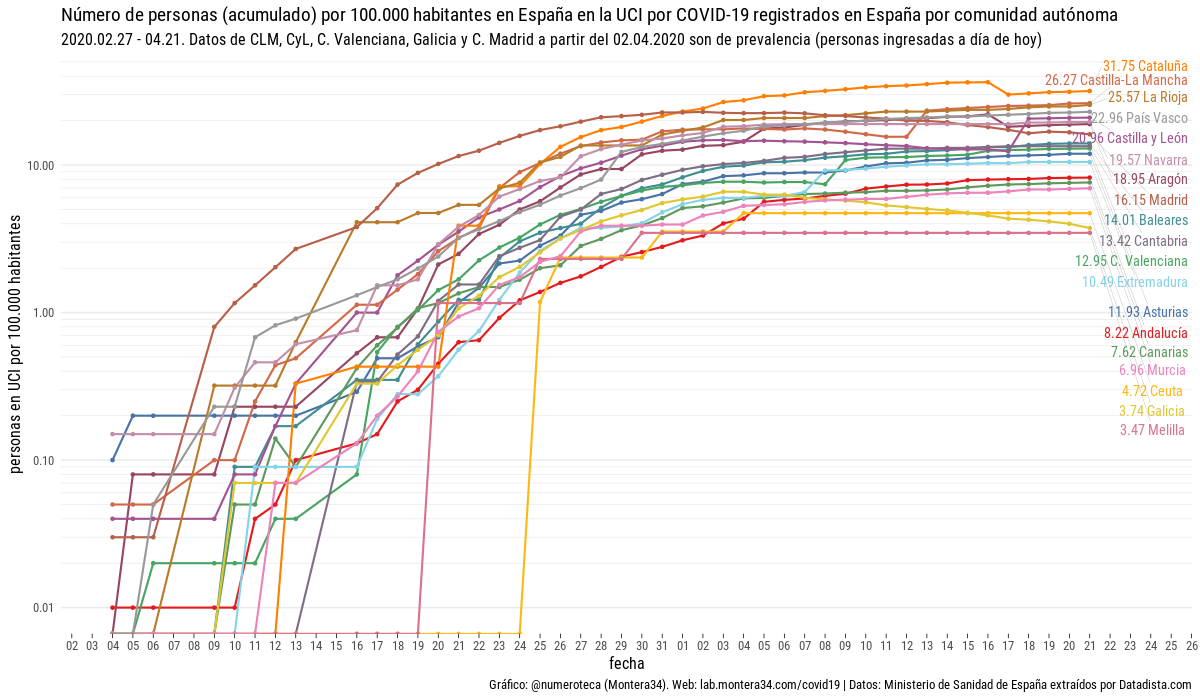 Número de personas (acumulado) por 100.000 habitantes en España en la UCI por COVID-19 registrados en España por comunidad autónoma
2020.02.27 - 04.21. Datos de CLM, CyL, C. Valenciana, Galicia y C. Madrid a partir del 02.04.2020 son de prevalencia (personas ingresadas a día de hoy)
31.75 Cataluña
26.27 Castilla-La Mancha
25.57 La Rioja
22.96 País Vasco
20.96 Castilla y León
19.57 Navarra
18.95 Aragón
16.15 Madrid
14.01 Baleares
13.42 Cantabria
12.95 C. Valenciana
10.49 Extremadura
11.93 Asturias
8.22 Andalucía
7.62 Canarias
6.96 Murcia
4.72 Ceuta
3.74 Galicia
3.47 Melilla
personas en UCI por 100.000 habitantes
10.00
1.00
0.10
0.01
02 03 04 05 06 07 08 09 10 11 12 13 14 15 16 17 18 19 20 21 22 23 24 25 26 27 28 29 30 31 01 02 03 04 05 06 07 08 09 10 11 12 13 14 15 16 17 18 19 20 21 22 23 24 25 26
fecha
Gráfico: @numeroteca (Montera34). Web: lab.montera34.com/covid19 | Datos: Ministerio de Sanidad de España extraídos por Datadista.com